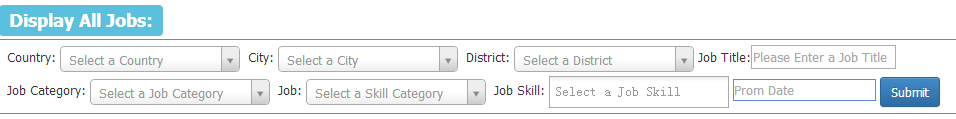 Display All Jobs:
Country: Select a Country City: Select a City District: Select a District Job Title: Please Enter a Job Title
Job Category: Select a Job Category Job: Select a Skill Category Job Skill: Select a Job Skill Prom Date Submit